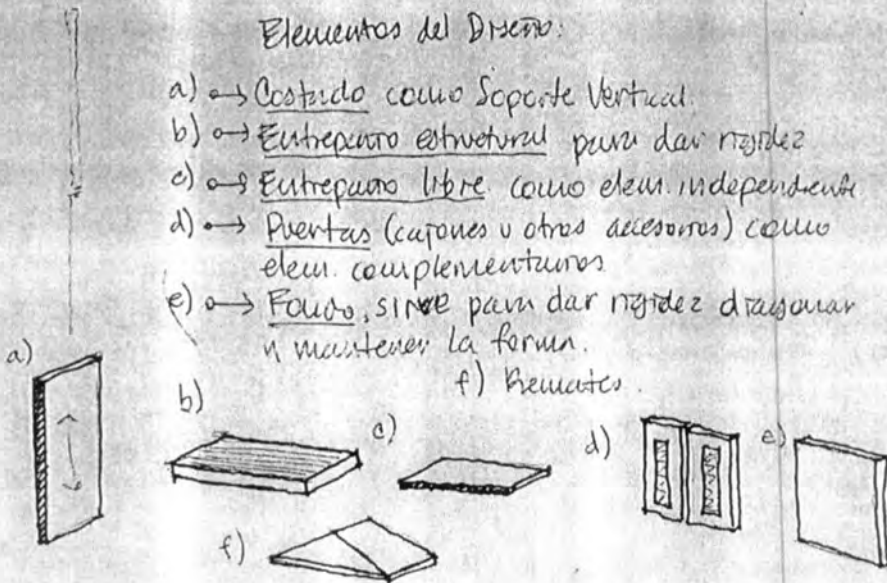 Elementos del Diseño:
a) → Costado como Soporte Vertical.
b) → Entrepaño estructural para dar rigidez
c) → Entrepaño libre como elem. independiente
d) → Puertas (cajones u otros accesorios) como
elem. complementarios
e) → Fondo, sirve para dar rigidez diagonal
y mantener la forma.
f) Remates.
a)
b)
c)
d)
e)
f)